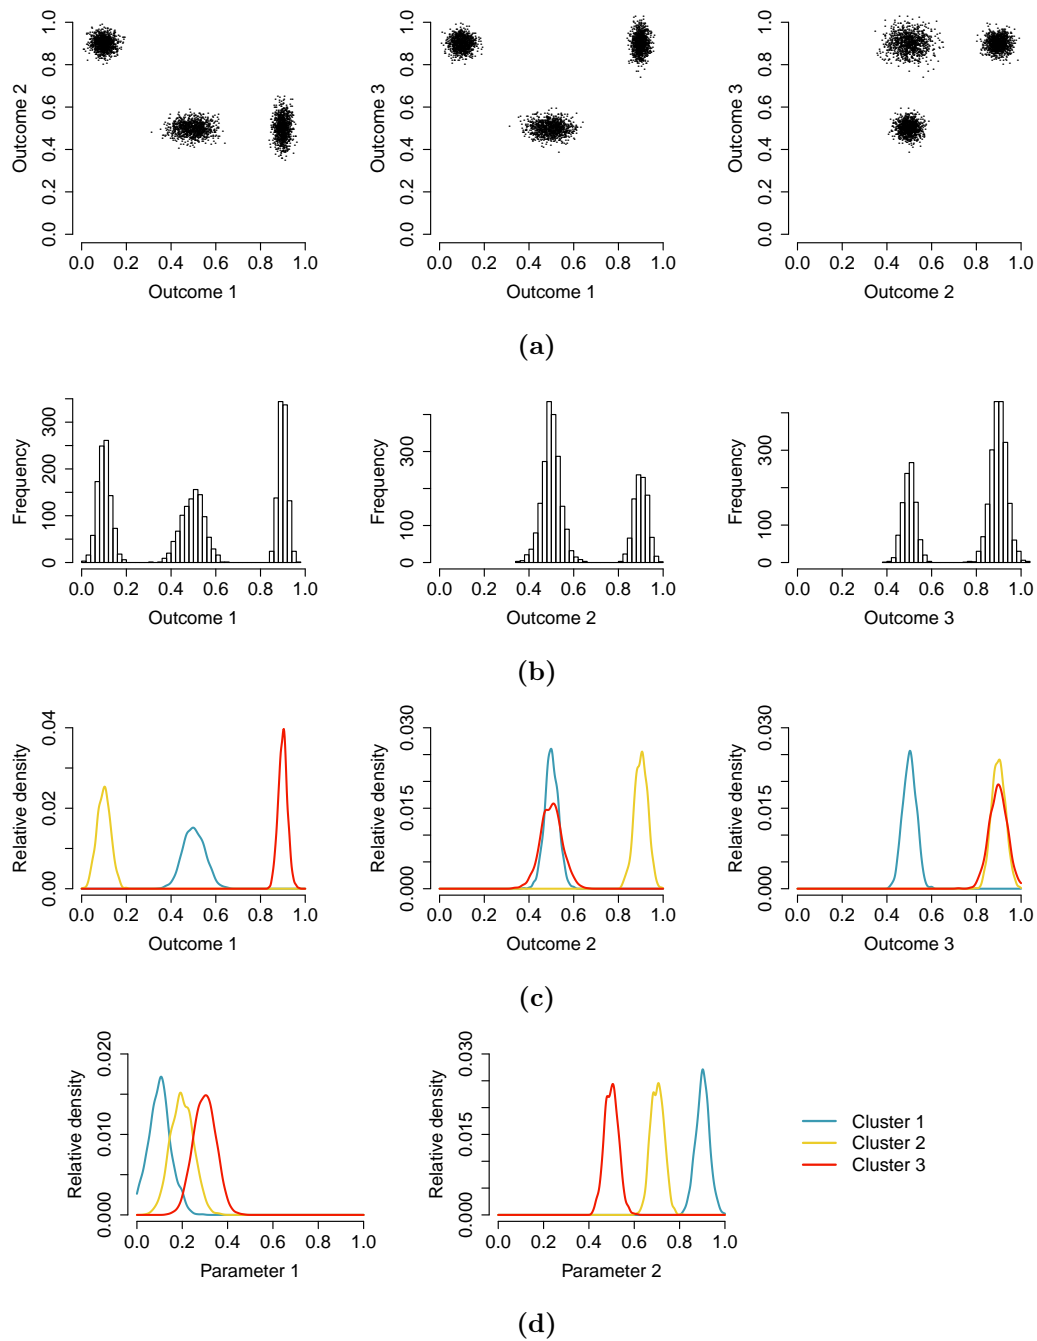 Outcome 2
0.0 0.2 0.4 0.6 0.8 1.0
0.0 0.2 0.4 0.6 0.8 1.0
Outcome 1
Outcome 3
0.0 0.2 0.4 0.6 0.8 1.0
0.0 0.2 0.4 0.6 0.8 1.0
Outcome 1
Outcome 3
0.0 0.2 0.4 0.6 0.8 1.0
0.0 0.2 0.4 0.6 0.8 1.0
Outcome 2
(a)
Frequency
0 100 200 300
0.0 0.2 0.4 0.6 0.8 1.0
Outcome 1
Frequency
0 100 300
0.0 0.2 0.4 0.6 0.8 1.0
Outcome 2
Frequency
0 100 300
0.0 0.2 0.4 0.6 0.8 1.0
Outcome 3
(b)
Relative density
0.00 0.02 0.04
0.0 0.2 0.4 0.6 0.8 1.0
Outcome 1
Relative density
0.000 0.015 0.030
0.0 0.2 0.4 0.6 0.8 1.0
Outcome 2
Relative density
0.000 0.015 0.030
0.0 0.2 0.4 0.6 0.8 1.0
Outcome 3
(c)
Relative density
0.000 0.010 0.020
0.0 0.2 0.4 0.6 0.8 1.0
Parameter 1
Relative density
0.000 0.015 0.030
0.0 0.2 0.4 0.6 0.8 1.0
Parameter 2
Cluster 1
Cluster 2
Cluster 3
(d)